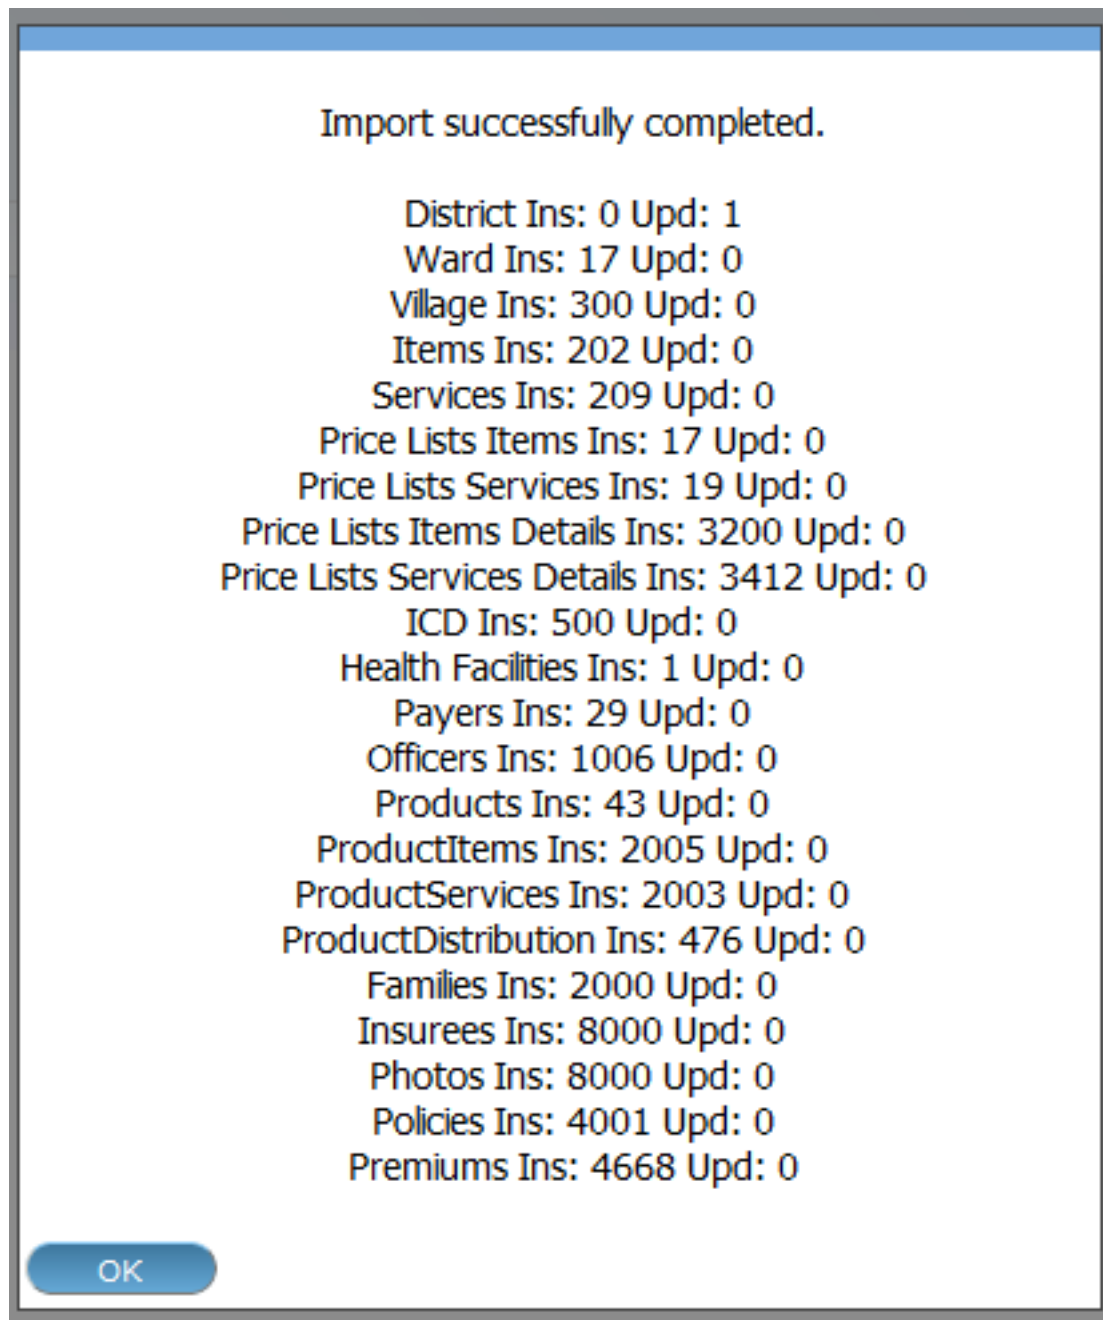 Import successfully completed.
District Ins: 0 Upd: 1
Ward Ins: 17 Upd: 0
Village Ins: 300 Upd: 0
Items Ins: 202 Upd: 0
Services Ins: 209 Upd: 0
Price Lists Items Ins: 17 Upd: 0
Price Lists Services Ins: 19 Upd: 0
Price Lists Items Details Ins: 3200 Upd: 0
Price Lists Services Details Ins: 3412 Upd: 0
ICD Ins: 500 Upd: 0
Health Facilities Ins: 1 Upd: 0
Payers Ins: 29 Upd: 0
Officers Ins: 1006 Upd: 0
Products Ins: 43 Upd: 0
ProductItems Ins: 2005 Upd: 0
ProductServices Ins: 2003 Upd: 0
ProductDistribution Ins: 476 Upd: 0
Families Ins: 2000 Upd: 0
Insurees Ins: 8000 Upd: 0
Photos Ins: 8000 Upd: 0
Policies Ins: 4001 Upd: 0
Premiums Ins: 4668 Upd: 0
OK